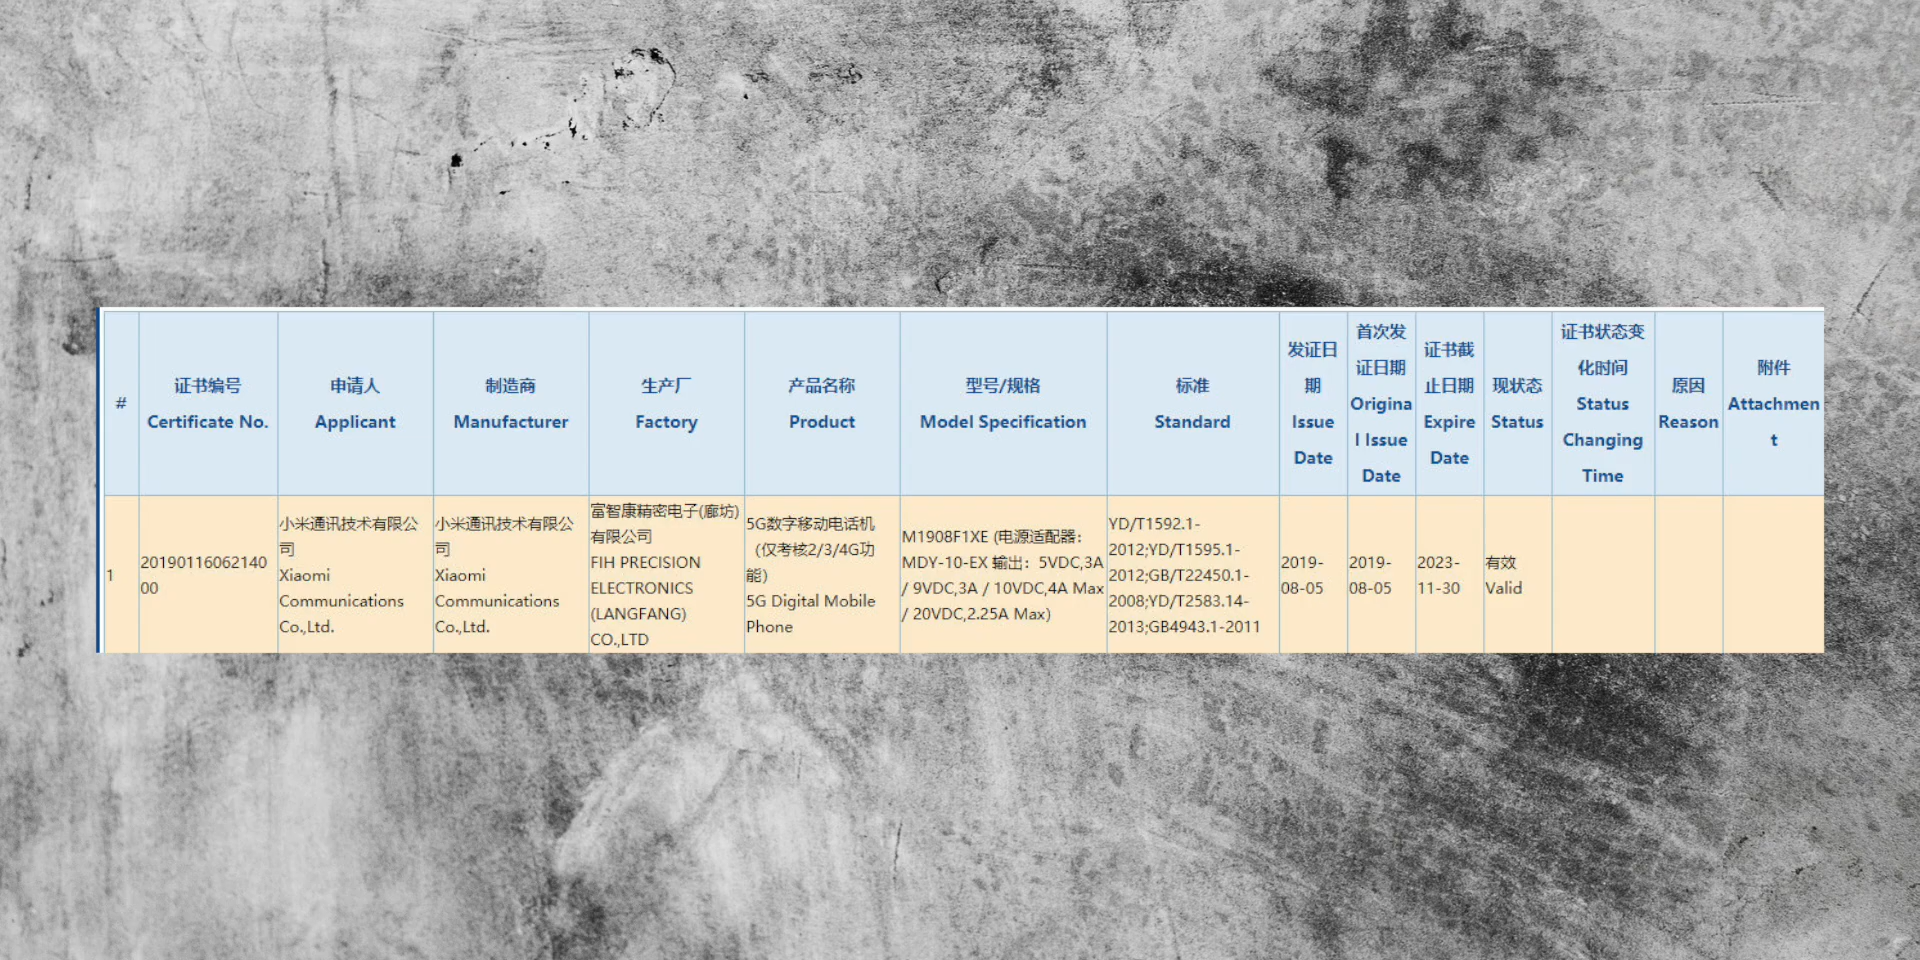 #
证书编号
Certificate No.
申请人
Applicant
制造商
Manufacturer
生产厂
Factory
产品名称
Product
型号/规格
Model Specification
标准
Standard
发证日
期
Issue
Date
首次发
证日期
Origina
l Issue
Date
证书截
止日期
Expire
Date
现状态
Status
证书状态变
化时间
Status
Changing
Time
原因
Reason
附件
Attachmen
t
1
20190116062140
00
小米通讯技术有限公
司
Xiaomi
Communications
Co.,Ltd.
小米通讯技术有限公
司
Xiaomi
Communications
Co.,Ltd.
富智康精密电子(廊坊)
有限公司
FIH PRECISION
ELECTRONICS
(LANGFANG)
CO.,LTD
5G数字移动电话机
（仅考核2/3/4G功
能）
5G Digital Mobile
Phone
M1908F1XE (电源适配器：
MDY-10-EX 输出：5VDC,3A
/ 9VDC,3A / 10VDC,4A Max
/ 20VDC,2.25A Max)
YD/T1592.1-
2012;YD/T1595.1-
2012;GB/T22450.1-
2008;YD/T2583.14-
2013;GB4943.1-2011
2019-
08-05
2019-
08-05
2023-
11-30
有效
Valid